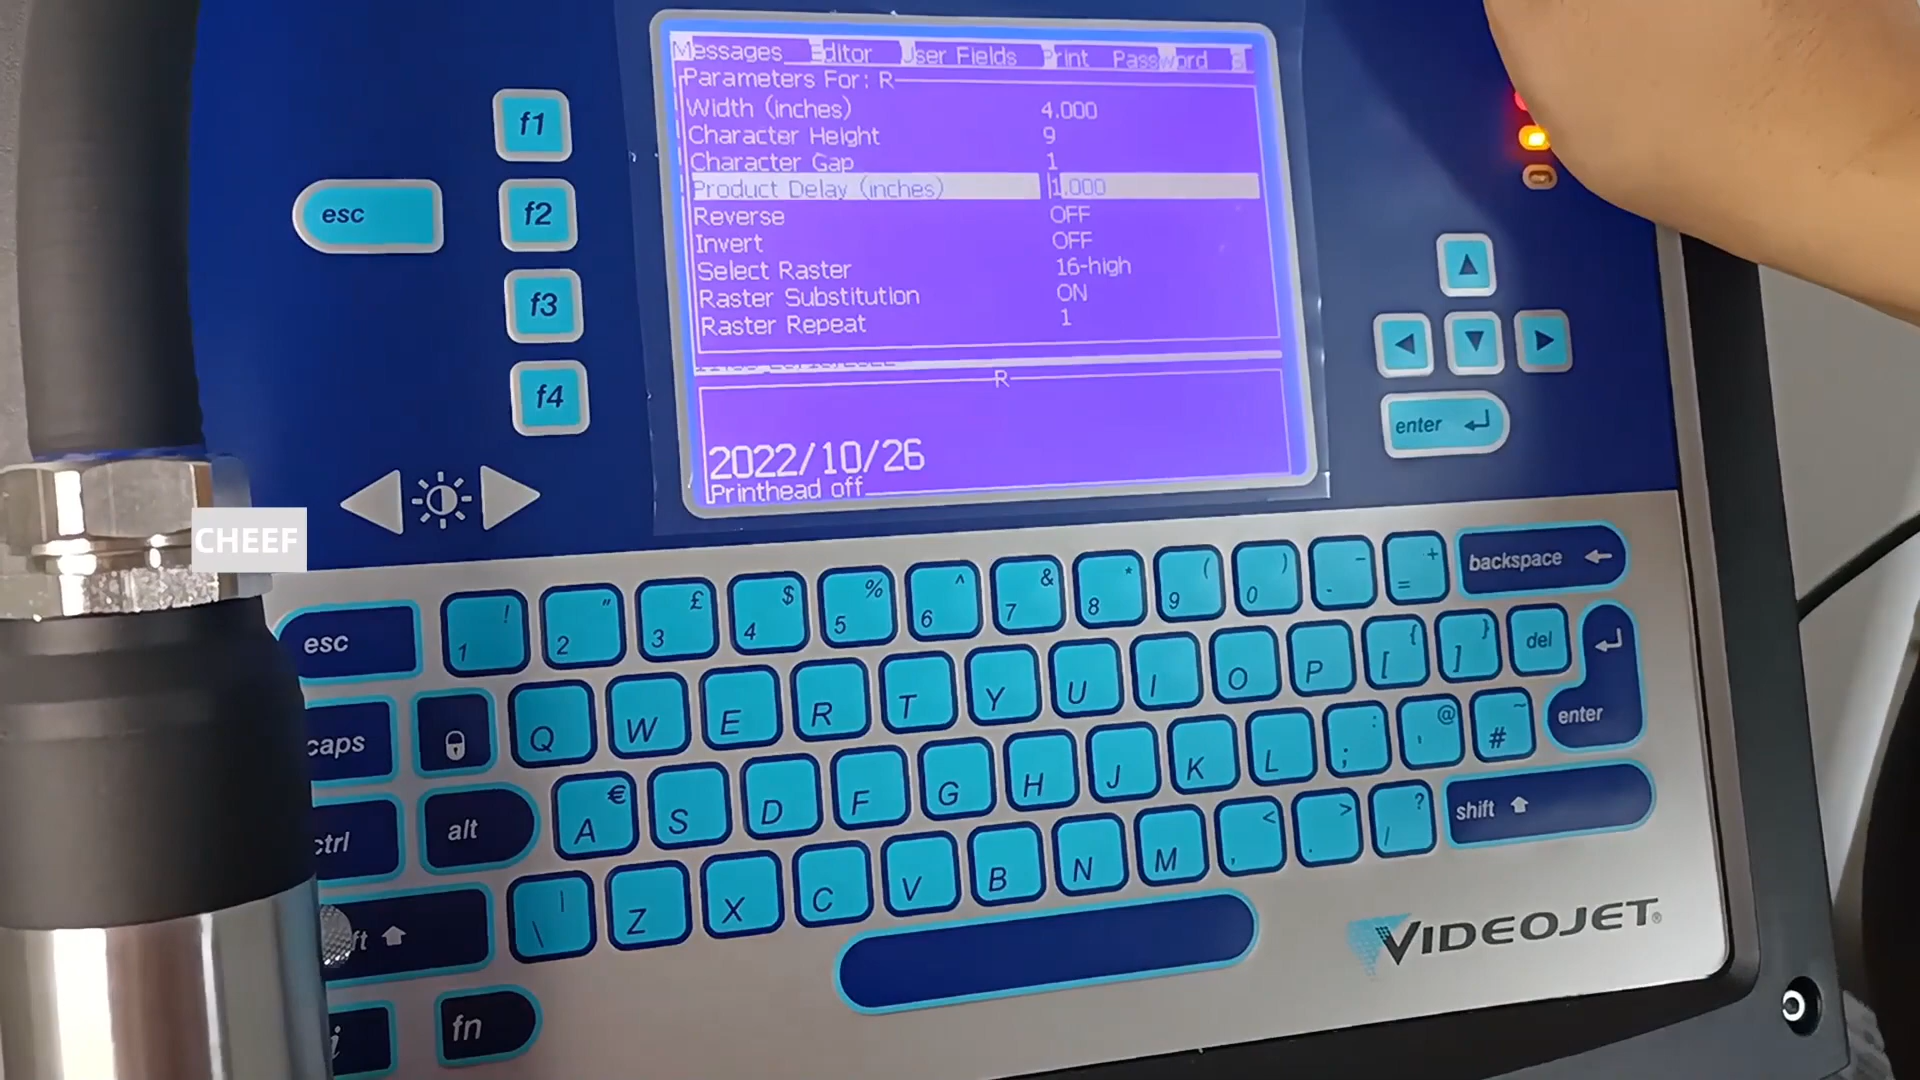 Messages Editor User Fields Print Password S
Parameters For: R
Width (inches) 4.000
Character Height 9
Character Gap 1
Product Delay (inches) 1.000
Reverse OFF
Invert OFF
Select Raster 16-high
Raster Substitution ON
Raster Repeat 1
R
2022/10/26
Printhead off
f1
esc f2
f3
f4
enter
CHEEF
! " £ $ % ^ & * ( ) - +
1 2 3 4 5 6 7 8 9 0 - = backspace
esc
Q W E R T Y U I O P [ { ] } del
caps
enter
A € S D F G H J K L ; : ' @ # ~
ctrl alt
\ | Z X C V B N M , < . > / ? shift
ft
VIDEOJET®
i fn